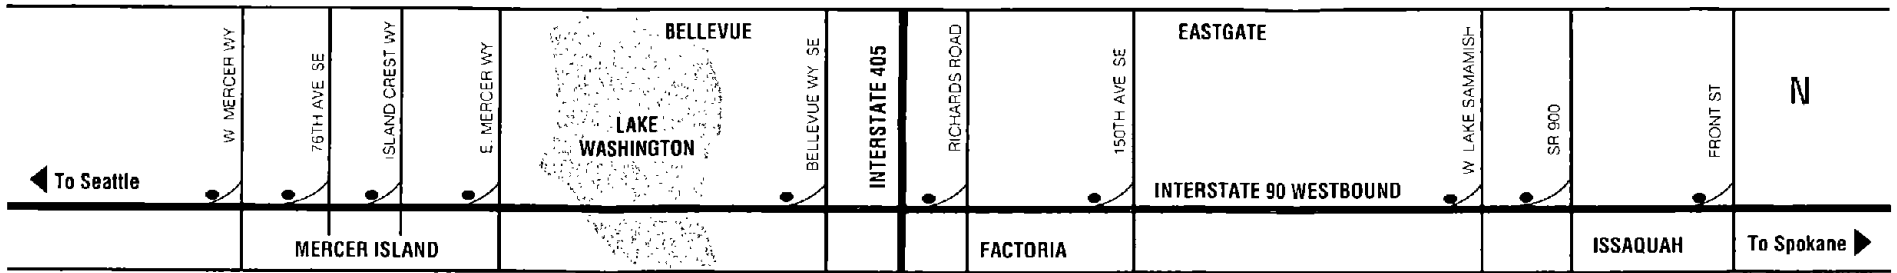 BELLEVUE
EASTGATE
W. MERCER WY
76TH AVE SE
ISLAND CREST WY
E. MERCER WY
LAKE
WASHINGTON
BELLEVUE WY SE
INTERSTATE 405
RICHARDS ROAD
150TH AVE SE
W LAKE SAMAMISH
SR 900
FRONT ST
N
To Seattle
INTERSTATE 90 WESTBOUND
MERCER ISLAND
FACTORIA
ISSAQUAH
To Spokane